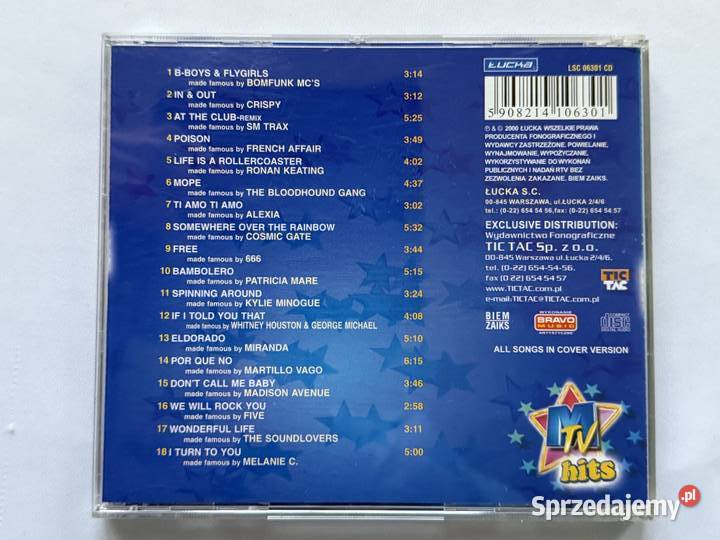 1 B-BOYS & FLYGIRLS 3:14
made famous by BOMFUNK MC'S
2 IN & OUT 3:12
made famous by CRISPY
3 AT THE CLUB-REMIX 5:25
made famous by SM TRAX
4 POISON 3:49
made famous by FRENCH AFFAIR
5 LIFE IS A ROLLERCOASTER 4:02
made famous by RONAN KEATING
6 MOPE 4:37
made famous by THE BLOODHOUND GANG
7 TI AMO TI AMO 3:02
made famous by ALEXIA
8 SOMEWHERE OVER THE RAINBOW 5:32
made famous by COSMIC GATE
9 FREE 3:44
made famous by 666
10 BAMBOLERO 5:15
made famous by PATRICIA MARE
11 SPINNING AROUND 3:24
made famous by KYLIE MINOGUE
12 IF I TOLD YOU THAT 4:08
made famous by WHITNEY HOUSTON & GEORGE MICHAEL
13 ELDORADO 5:10
made famous by MIRANDA
14 POR QUE NO 6:15
made famous by MARTILLO VAGO
15 DON'T CALL ME BABY 3:46
made famous by MADISON AVENUE
16 WE WILL ROCK YOU 2:58
made famous by FIVE
17 WONDERFUL LIFE 3:11
made famous by THE SOUNDLOVERS
18 I TURN TO YOU 5:00
made famous by MELANIE C.
ŁUCKA
LSC 06301 CD
5 908214 106301
℗ & © 2000 ŁUCKA WSZELKIE PRAWA
PRODUCENTA FONOGRAFICZNEGO I
WYDAWCY ZASTRZEŻONE. POWIELANIE,
WYNAJMOWANIE, WYPOŻYCZANIE,
WYKORZYSTYWANIE DO WYKONAŃ
PUBLICZNYCH I NADAŃ RTV BEZ
ZEZWOLENIA ZAKAZANE. BIEM ZAIKS.
ŁUCKA S.C.
00-845 WARSZAWA, ul.ŁUCKA 2/4/6
tel.: (0-22) 654 54 56,fax: (0-22) 654 54 57
EXCLUSIVE DISTRIBUTION:
Wydawnictwo Fonograficzne
TIC TAC Sp. z o.o.
00-845 Warszawa ul.Łucka 2/4/6.
tel. (0-22) 654-54-56.
fax (0-22) 654 54 57
www.TICTAC.com.pl
e-mail:TICTAC@TICTAC.com.pl
TIC
TAC
BIEM
ZAIKS
WYKONANIE
BRAVO
MUSIC
ARTYSTYCZNE
COMPACT
disc
DIGITAL AUDIO
ALL SONGS IN COVER VERSION
M
TV
hits
Sprzedajemy.pl